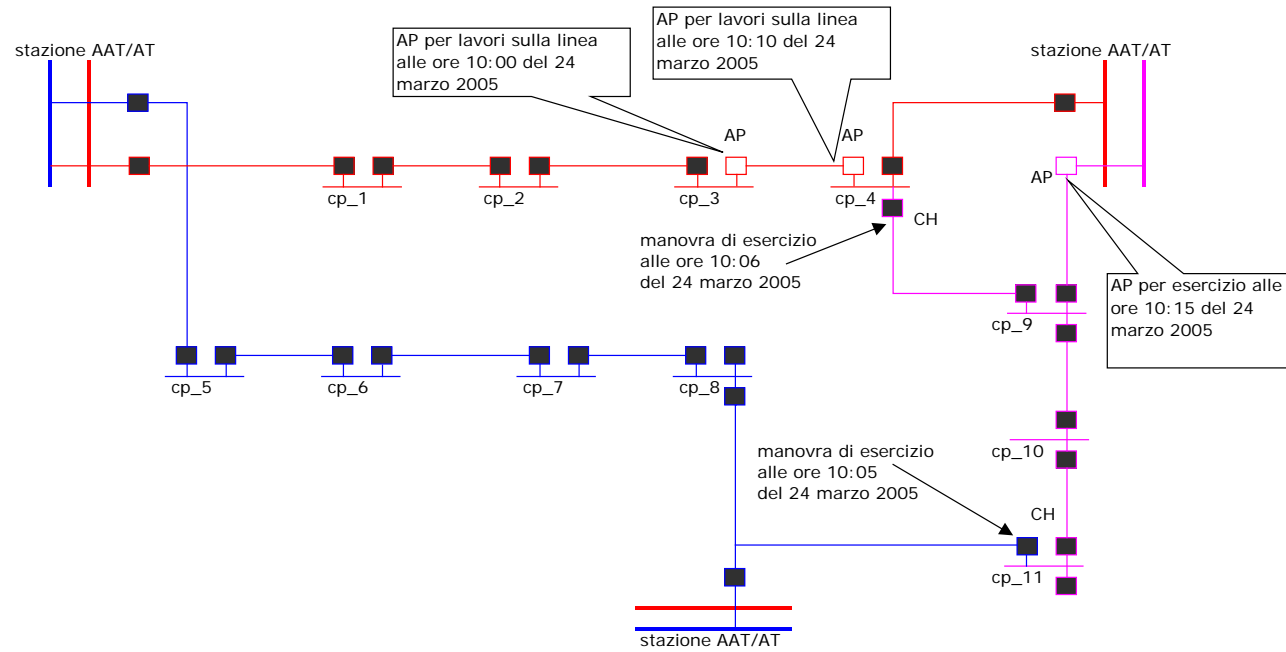 stazione AAT/AT
AP per lavori sulla linea
alle ore 10:00 del 24
marzo 2005
AP per lavori sulla linea
alle ore 10:10 del 24
marzo 2005
stazione AAT/AT
AP
AP
AP
cp_1
cp_2
cp_3
cp_4
CH
manovra di esercizio
alle ore 10:06
del 24 marzo 2005
AP per esercizio alle
ore 10:15 del 24
marzo 2005
cp_9
cp_5
cp_6
cp_7
cp_8
manovra di esercizio
alle ore 10:05
del 24 marzo 2005
cp_10
CH
cp_11
stazione AAT/AT